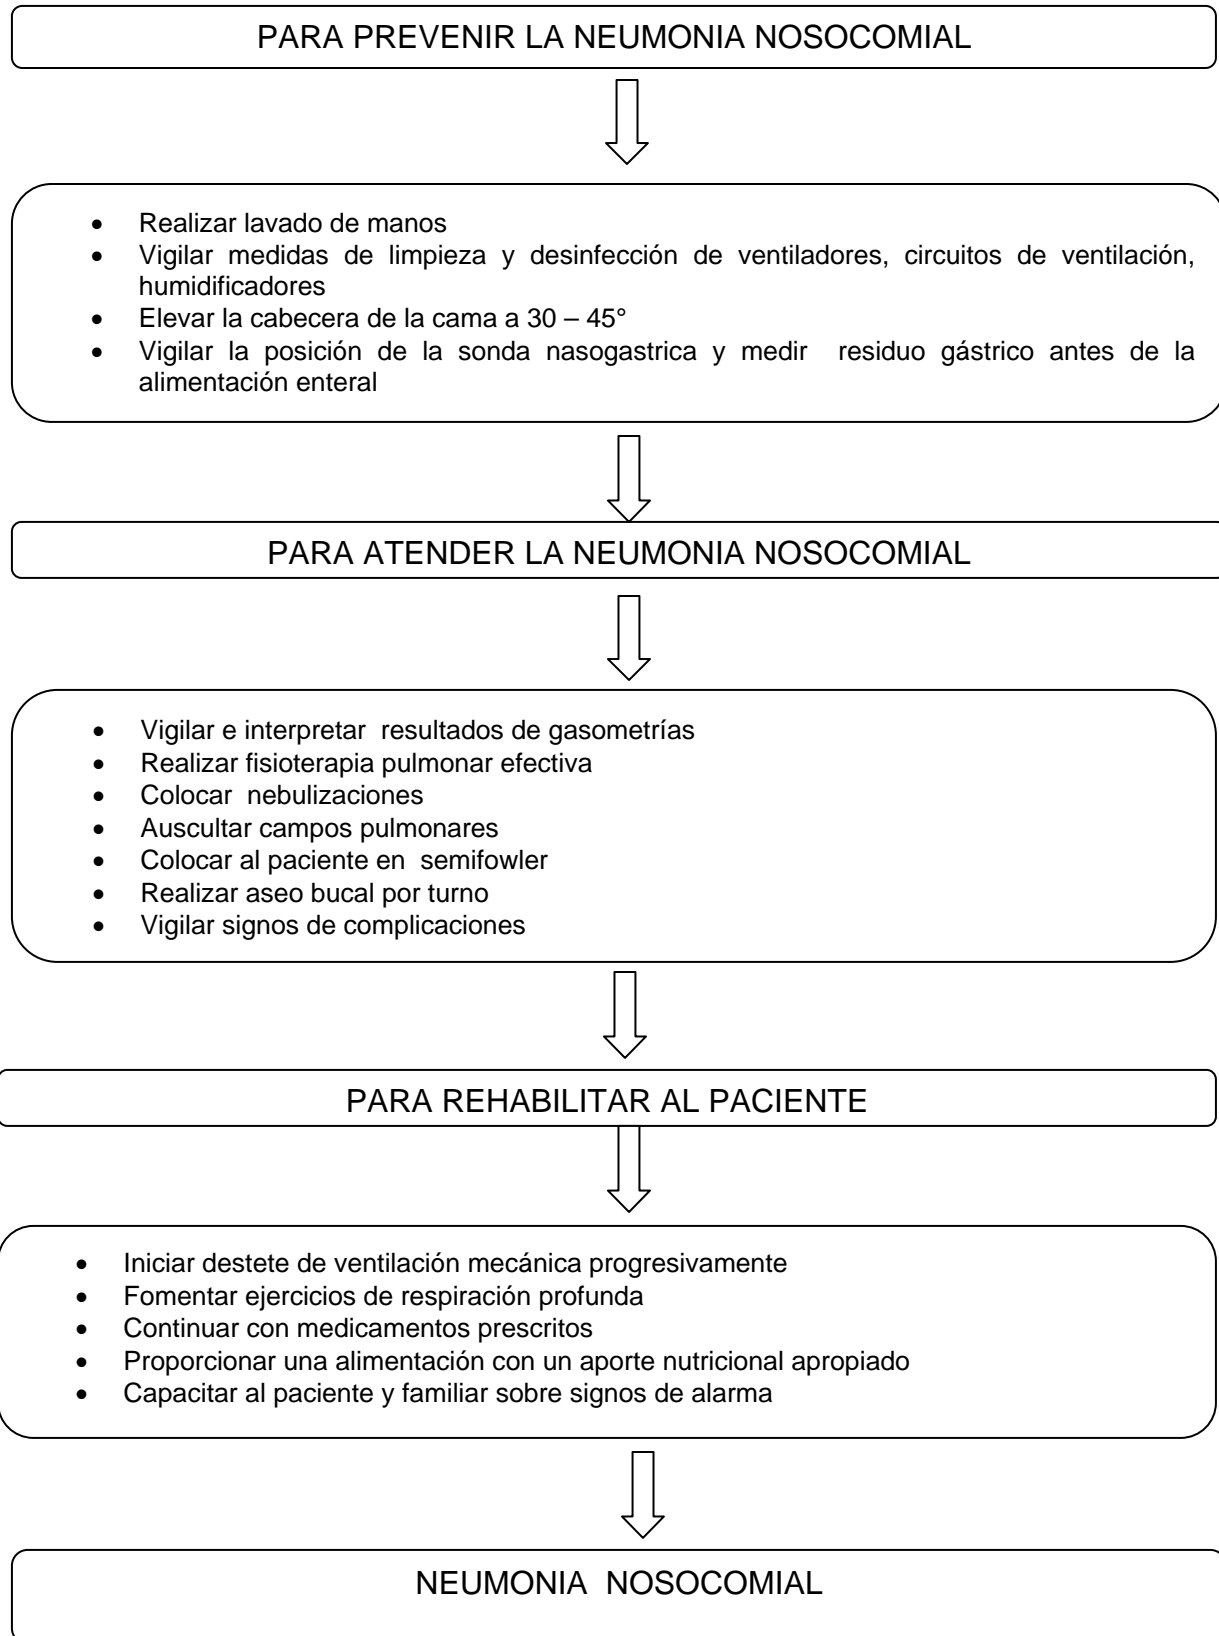 PARA PREVENIR LA NEUMONIA NOSOCOMIAL
• Realizar lavado de manos
• Vigilar medidas de limpieza y desinfección de ventiladores, circuitos de ventilación,
humidificadores
• Elevar la cabecera de la cama a 30 – 45°
• Vigilar la posición de la sonda nasogastrica y medir residuo gástrico antes de la
alimentación enteral
PARA ATENDER LA NEUMONIA NOSOCOMIAL
• Vigilar e interpretar resultados de gasometrías
• Realizar fisioterapia pulmonar efectiva
• Colocar nebulizaciones
• Auscultar campos pulmonares
• Colocar al paciente en semifowler
• Realizar aseo bucal por turno
• Vigilar signos de complicaciones
PARA REHABILITAR AL PACIENTE
• Iniciar destete de ventilación mecánica progresivamente
• Fomentar ejercicios de respiración profunda
• Continuar con medicamentos prescritos
• Proporcionar una alimentación con un aporte nutricional apropiado
• Capacitar al paciente y familiar sobre signos de alarma
NEUMONIA NOSOCOMIAL